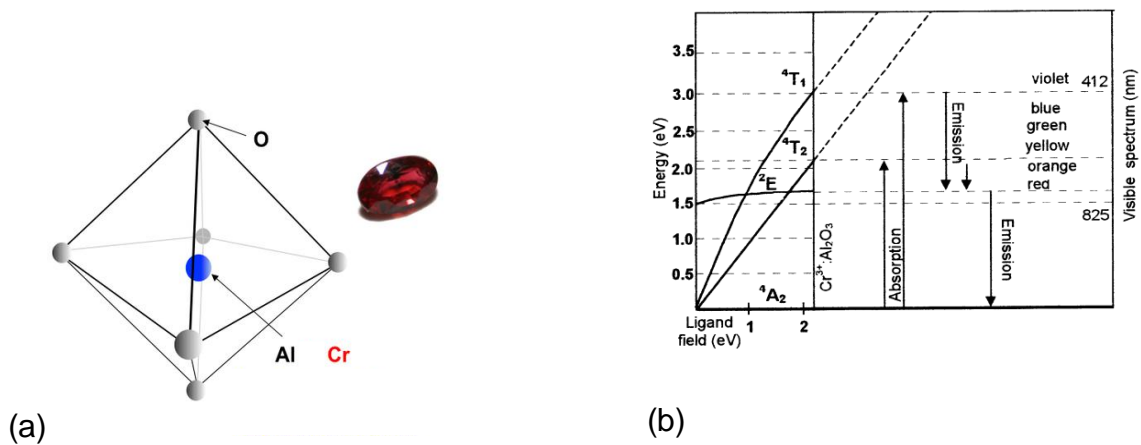 O
Al Cr
(a)
Energy (eV)
3.5
3.0
2.5
2.0
1.5
1.0
0.5
⁴T₁
⁴T₂
²E
⁴A₂
Ligand
field (eV)
1
2
Cr³⁺:Al₂O₃
Absorption
Emission
Emission
violet
412
blue
green
yellow
orange
red
825
Visible spectrum (nm)
(b)